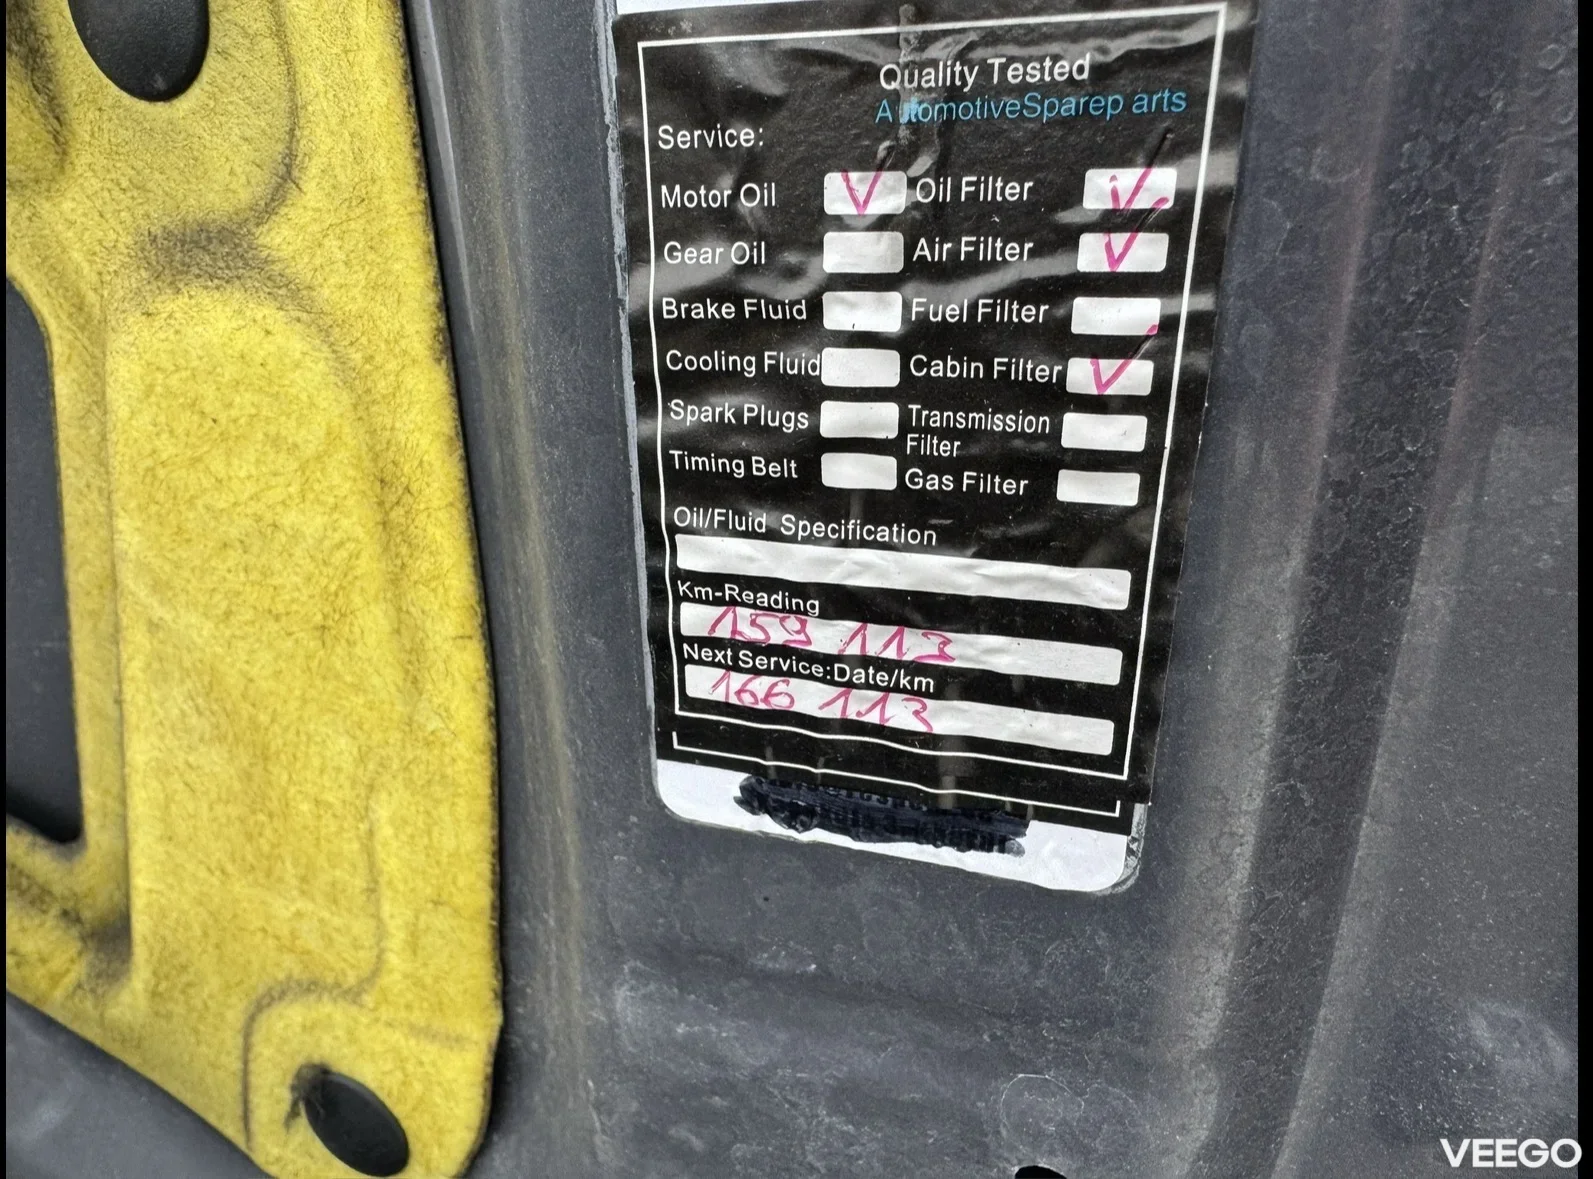 Quality Tested
AutomotiveSparep arts
Service:
Motor Oil V Oil Filter V
Gear Oil Air Filter V
Brake Fluid Fuel Filter
Cooling Fluid Cabin Filter V
Spark Plugs Transmission Filter
Timing Belt Gas Filter
Oil/Fluid Specification
Km-Reading
159 113
Next Service:Date/km
166 113
VEEGO